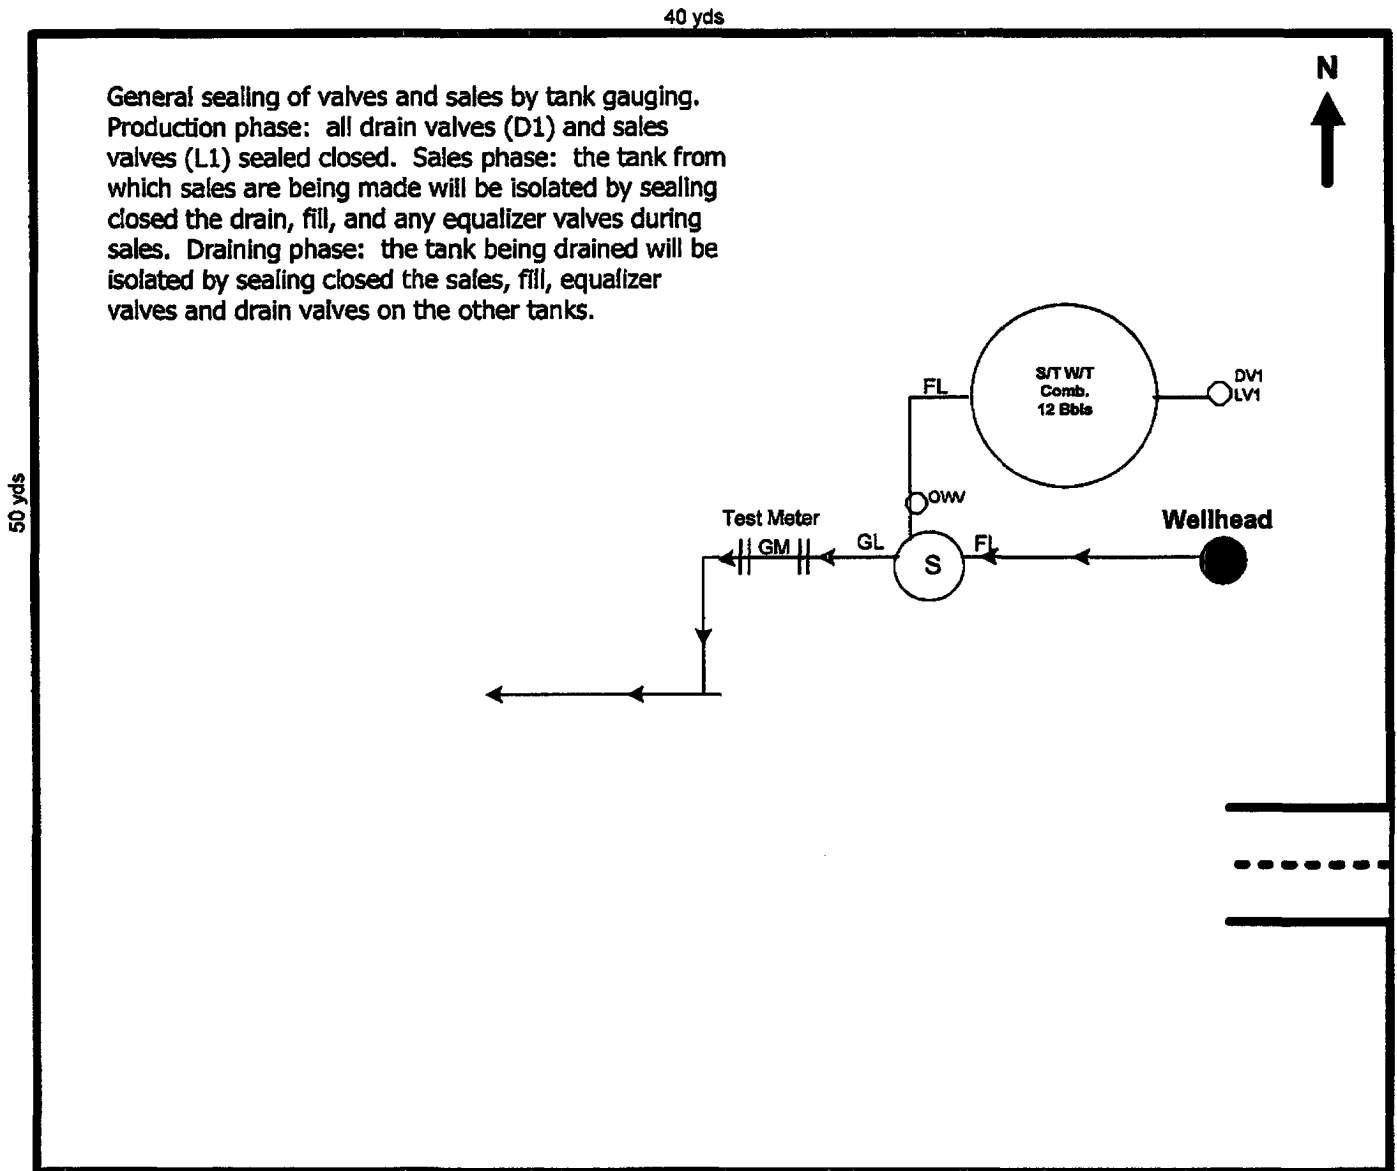 40 yds
N
General sealing of valves and sales by tank gauging.
Production phase: all drain valves (D1) and sales
valves (L1) sealed closed. Sales phase: the tank from
which sales are being made will be isolated by sealing
closed the drain, fill, and any equalizer valves during
sales. Draining phase: the tank being drained will be
isolated by sealing closed the sales, fill, equalizer
valves and drain valves on the other tanks.
50 yds
FL
S/T W/T
Comb.
12 Bbls
DV1
LV1
OWV
Test Meter
GM
GL
S
FL
Wellhead